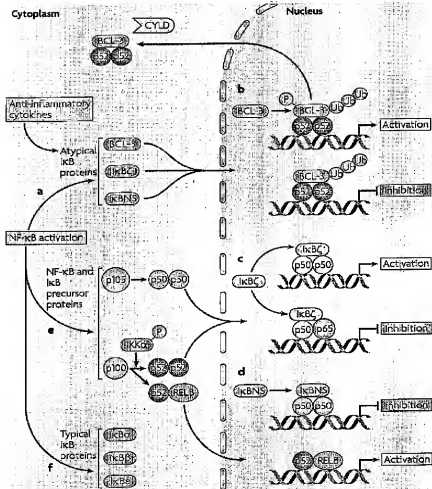 Cytoplasm
Nucleus
CYLD
BCL-3
p52 p52
Anti-inflammatory
cytokines
Atypical
IκB
proteins
BCL-3
IκBζ
IκBNS
a
NF-κB activation
NF-κB and
IκB
precursor
proteins
e
p105
p50 p50
P
IKKα
p100
p52 p52
p52 RELB
Typical
IκB
proteins
f
IκBα
IκBβ
IκBε
b
P
BCL-3
BCL-3
Ub Ub Ub
p52 p52
Activation
BCL-3
Ub Ub Ub
p52 p52
Inhibition
c
IκBζ
IκBζ
p50 p50
Activation
IκBζ
p50 p65
Inhibition
d
IκBNS
IκBNS
p50 p50
Inhibition
p52 RELB
Activation